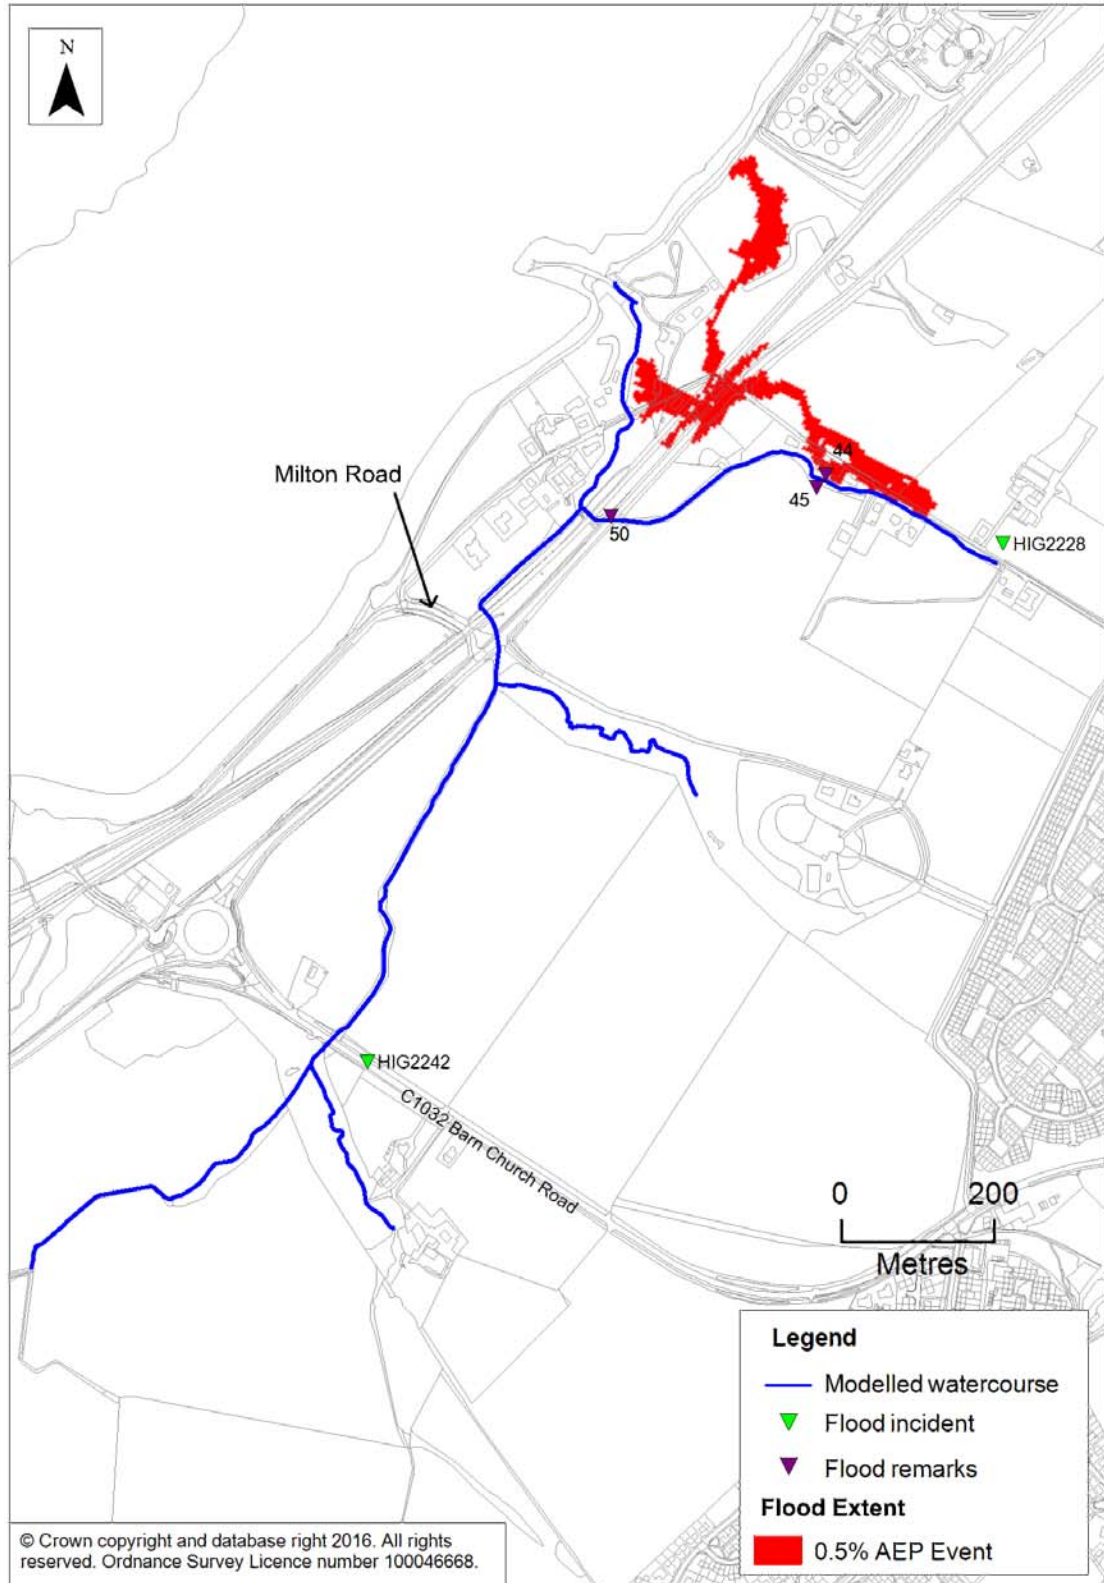 N
Milton Road
44
45
50
HIG2228
HIG2242
C1032 Barn Church Road
0 200
Metres
Legend
Modelled watercourse
Flood incident
Flood remarks
Flood Extent
0.5% AEP Event
© Crown copyright and database right 2016. All rights
reserved. Ordnance Survey Licence number 100046668.